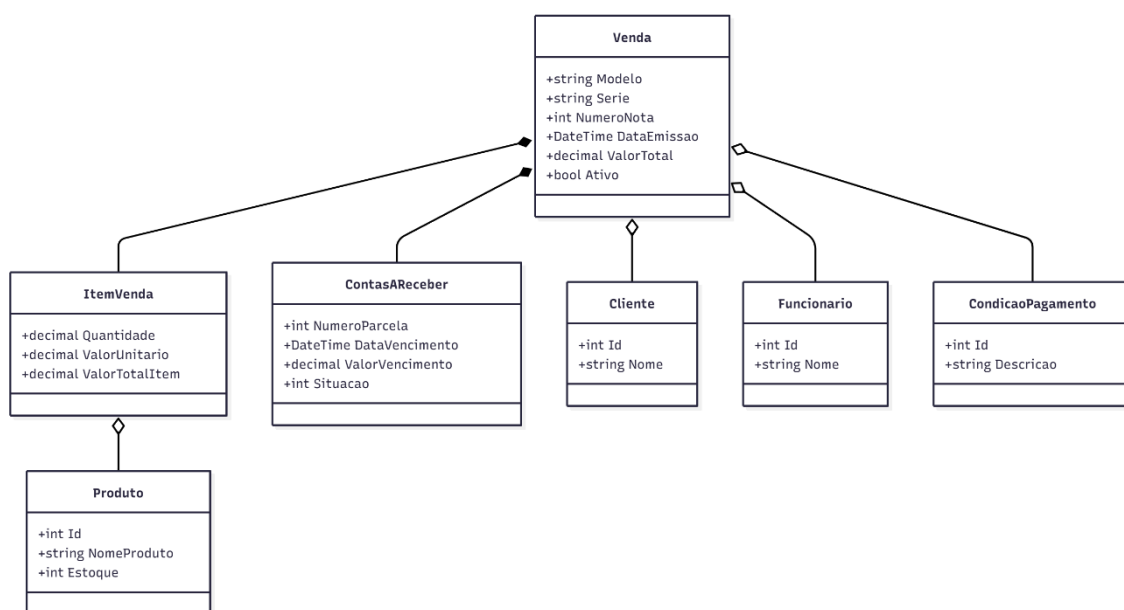 Venda
+string Modelo
+string Serie
+int NumeroNota
+DateTime DataEmissao
+decimal ValorTotal
+bool Ativo
ItemVenda
+decimal Quantidade
+decimal ValorUnitario
+decimal ValorTotalItem
ContasAReceber
+int NumeroParcela
+DateTime DataVencimento
+decimal ValorVencimento
+int Situacao
Cliente
+int Id
+string Nome
Funcionario
+int Id
+string Nome
CondicaoPagamento
+int Id
+string Descricao
Produto
+int Id
+string NomeProduto
+int Estoque